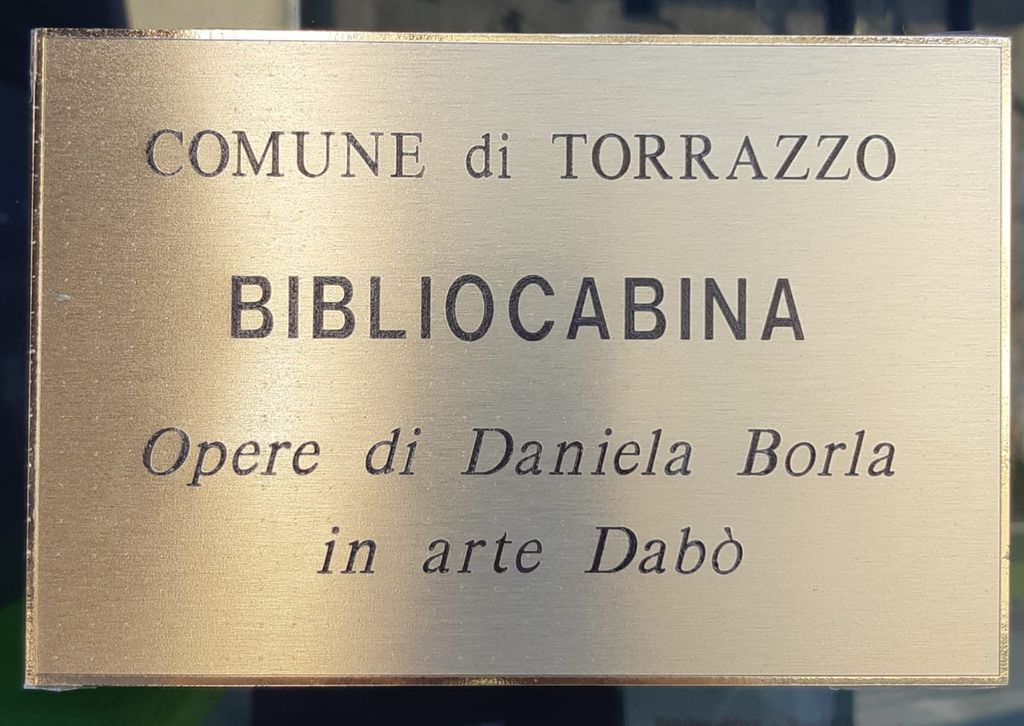 COMUNE di TORRAZZO
BIBLIOCABINA
Opere di Daniela Borla
in arte Dabò